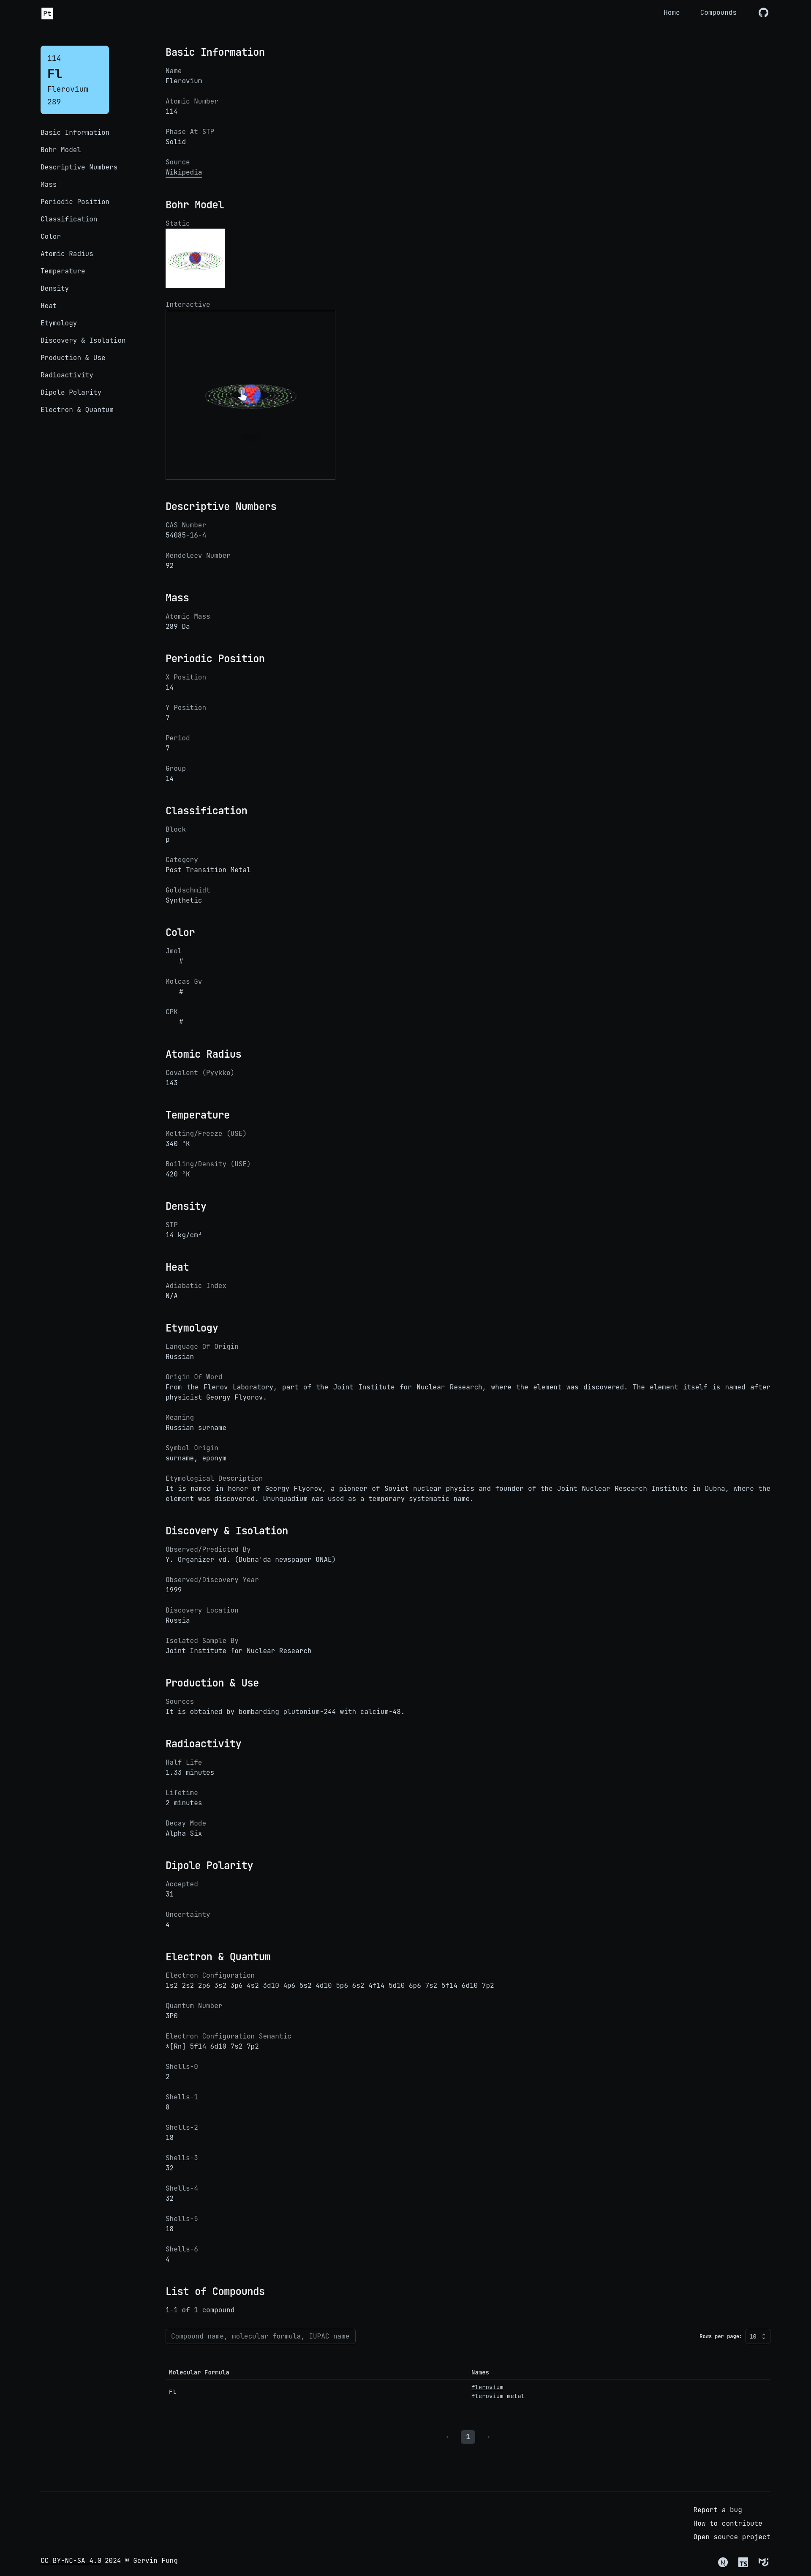 Pt
Home
Compounds
114
Fl
Flerovium
289
Basic Information
Bohr Model
Descriptive Numbers
Mass
Periodic Position
Classification
Color
Atomic Radius
Temperature
Density
Heat
Etymology
Discovery & Isolation
Production & Use
Radioactivity
Dipole Polarity
Electron & Quantum
Basic Information
Name
Flerovium
Atomic Number
114
Phase At STP
Solid
Source
Wikipedia
Bohr Model
Static
Interactive
Descriptive Numbers
CAS Number
54085-16-4
Mendeleev Number
92
Mass
Atomic Mass
289 Da
Periodic Position
X Position
14
Y Position
7
Period
7
Group
14
Classification
Block
p
Category
Post Transition Metal
Goldschmidt
Synthetic
Color
Jmol
#
Molcas Gv
#
CPK
#
Atomic Radius
Covalent (Pyykko)
143
Temperature
Melting/Freeze (USE)
340 °K
Boiling/Density (USE)
420 °K
Density
STP
14 kg/cm³
Heat
Adiabatic Index
N/A
Etymology
Language Of Origin
Russian
Origin Of Word
From the Flerov Laboratory, part of the Joint Institute for Nuclear Research, where the element was discovered. The element itself is named after
physicist Georgy Flyorov.
Meaning
Russian surname
Symbol Origin
surname, eponym
Etymological Description
It is named in honor of Georgy Flyorov, a pioneer of Soviet nuclear physics and founder of the Joint Nuclear Research Institute in Dubna, where the
element was discovered. Ununquadium was used as a temporary systematic name.
Discovery & Isolation
Observed/Predicted By
Y. Organizer vd. (Dubna'da newspaper ONAE)
Observed/Discovery Year
1999
Discovery Location
Russia
Isolated Sample By
Joint Institute for Nuclear Research
Production & Use
Sources
It is obtained by bombarding plutonium-244 with calcium-48.
Radioactivity
Half Life
1.33 minutes
Lifetime
2 minutes
Decay Mode
Alpha Six
Dipole Polarity
Accepted
31
Uncertainty
4
Electron & Quantum
Electron Configuration
1s2 2s2 2p6 3s2 3p6 4s2 3d10 4p6 5s2 4d10 5p6 6s2 4f14 5d10 6p6 7s2 5f14 6d10 7p2
Quantum Number
3P0
Electron Configuration Semantic
*[Rn] 5f14 6d10 7s2 7p2
Shells-0
2
Shells-1
8
Shells-2
18
Shells-3
32
Shells-4
32
Shells-5
18
Shells-6
4
List of Compounds
1-1 of 1 compound
Compound name, molecular formula, IUPAC name
Rows per page: 10
Molecular Formula
Names
Fl
flerovium
flerovium metal
‹ 1 ›
Report a bug
How to contribute
Open source project
CC BY-NC-SA 4.0 2024 © Gervin Fung
N
TS